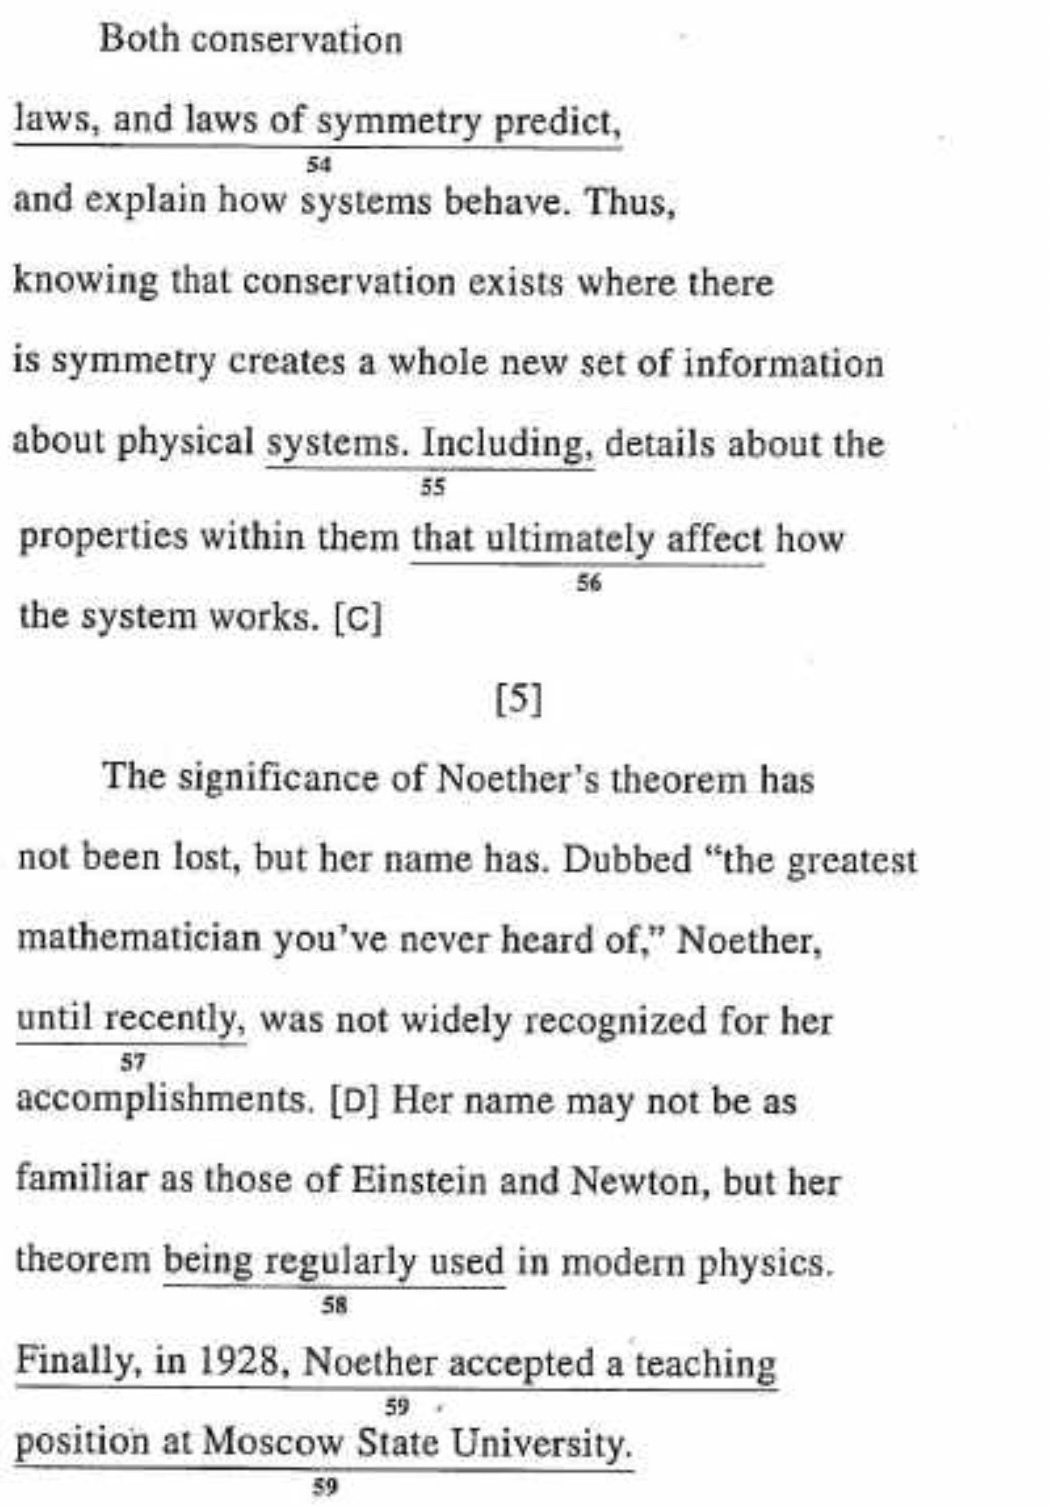 Both conservation
laws, and laws of symmetry predict,
54
and explain how systems behave. Thus,
knowing that conservation exists where there
is symmetry creates a whole new set of information
about physical systems. Including, details about the
55
properties within them that ultimately affect how
56
the system works. [C]
[5]
The significance of Noether's theorem has
not been lost, but her name has. Dubbed “the greatest
mathematician you've never heard of,” Noether,
until recently, was not widely recognized for her
57
accomplishments. [D] Her name may not be as
familiar as those of Einstein and Newton, but her
theorem being regularly used in modern physics.
58
Finally, in 1928, Noether accepted a teaching
59
position at Moscow State University.
59